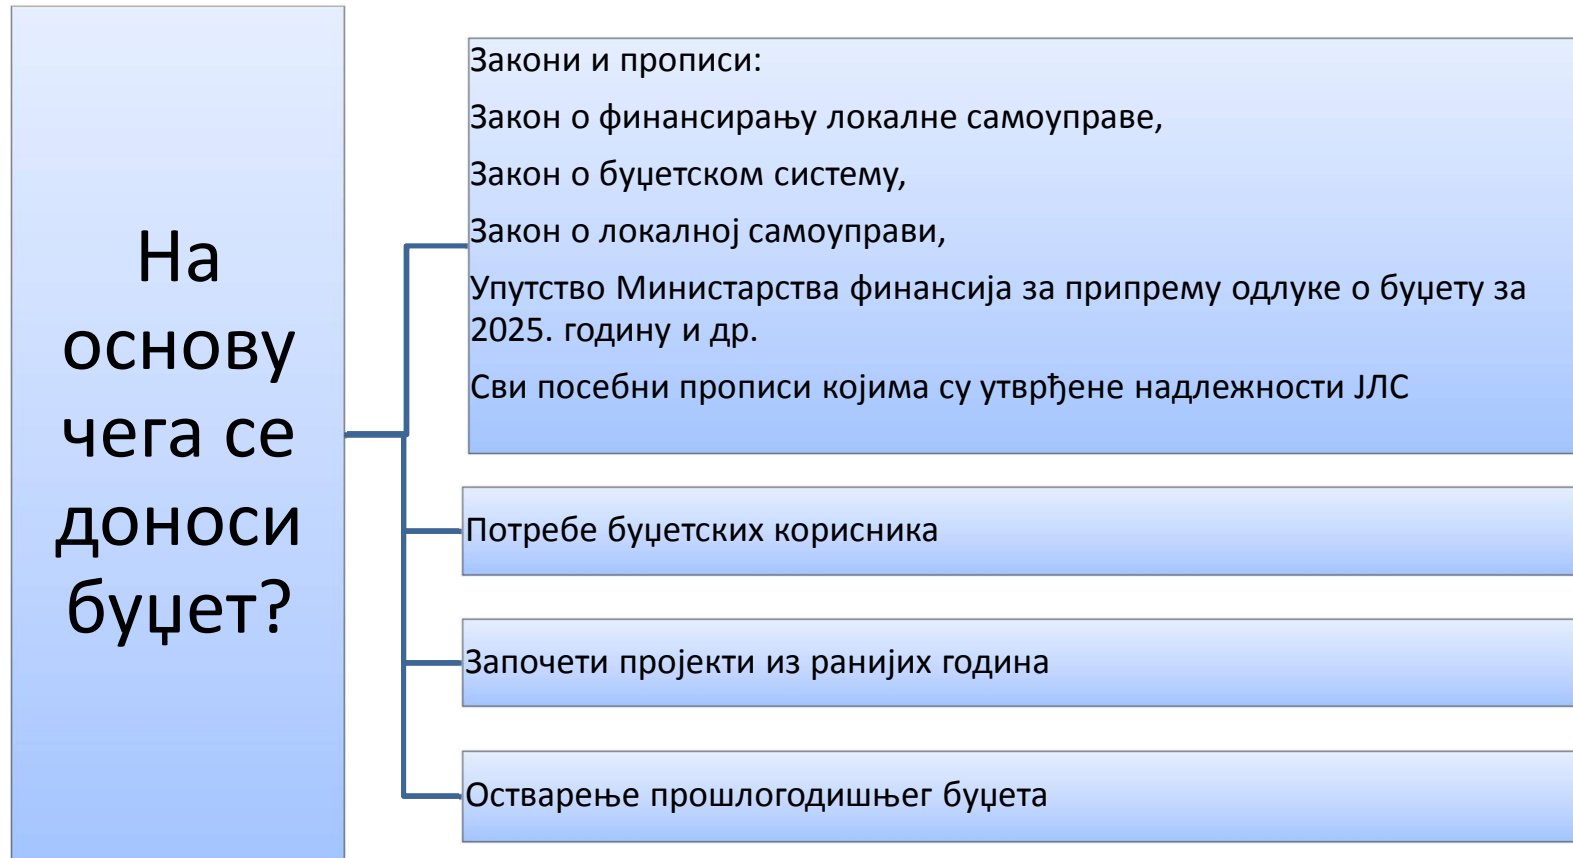 На
основу
чега се
доноси
буџет?
Закони и прописи:
Закон о финансирању локалне самоуправе,
Закон о буџетском систему,
Закон о локалној самоуправи,
Упутство Министарства финансија за припрему одлуке о буџету за
2025. годину и др.
Сви посебни прописи којима су утврђене надлежности ЈЛС
Потребе буџетских корисника
Започети пројекти из ранијих година
Остварење прошлогодишњег буџета